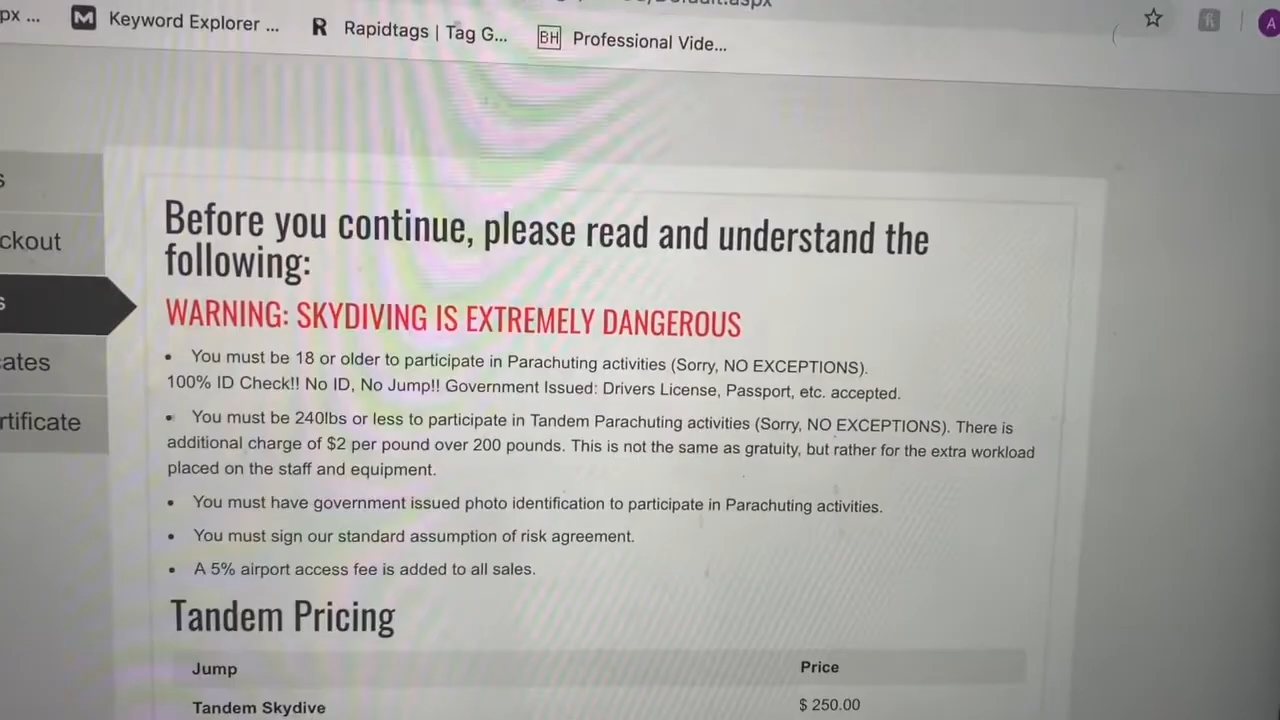 px ...
Keyword Explorer ...
R
Rapidtags | Tag G...
BH
Professional Vide...
A
s
ckout
s
ates
rtificate
Before you continue, please read and understand the
following:
WARNING: SKYDIVING IS EXTREMELY DANGEROUS
• You must be 18 or older to participate in Parachuting activities (Sorry, NO EXCEPTIONS).
100% ID Check!! No ID, No Jump!! Government Issued: Drivers License, Passport, etc. accepted.
• You must be 240lbs or less to participate in Tandem Parachuting activities (Sorry, NO EXCEPTIONS). There is
additional charge of $2 per pound over 200 pounds. This is not the same as gratuity, but rather for the extra workload
placed on the staff and equipment.
• You must have government issued photo identification to participate in Parachuting activities.
• You must sign our standard assumption of risk agreement.
• A 5% airport access fee is added to all sales.
Tandem Pricing
Jump Price
Tandem Skydive $ 250.00